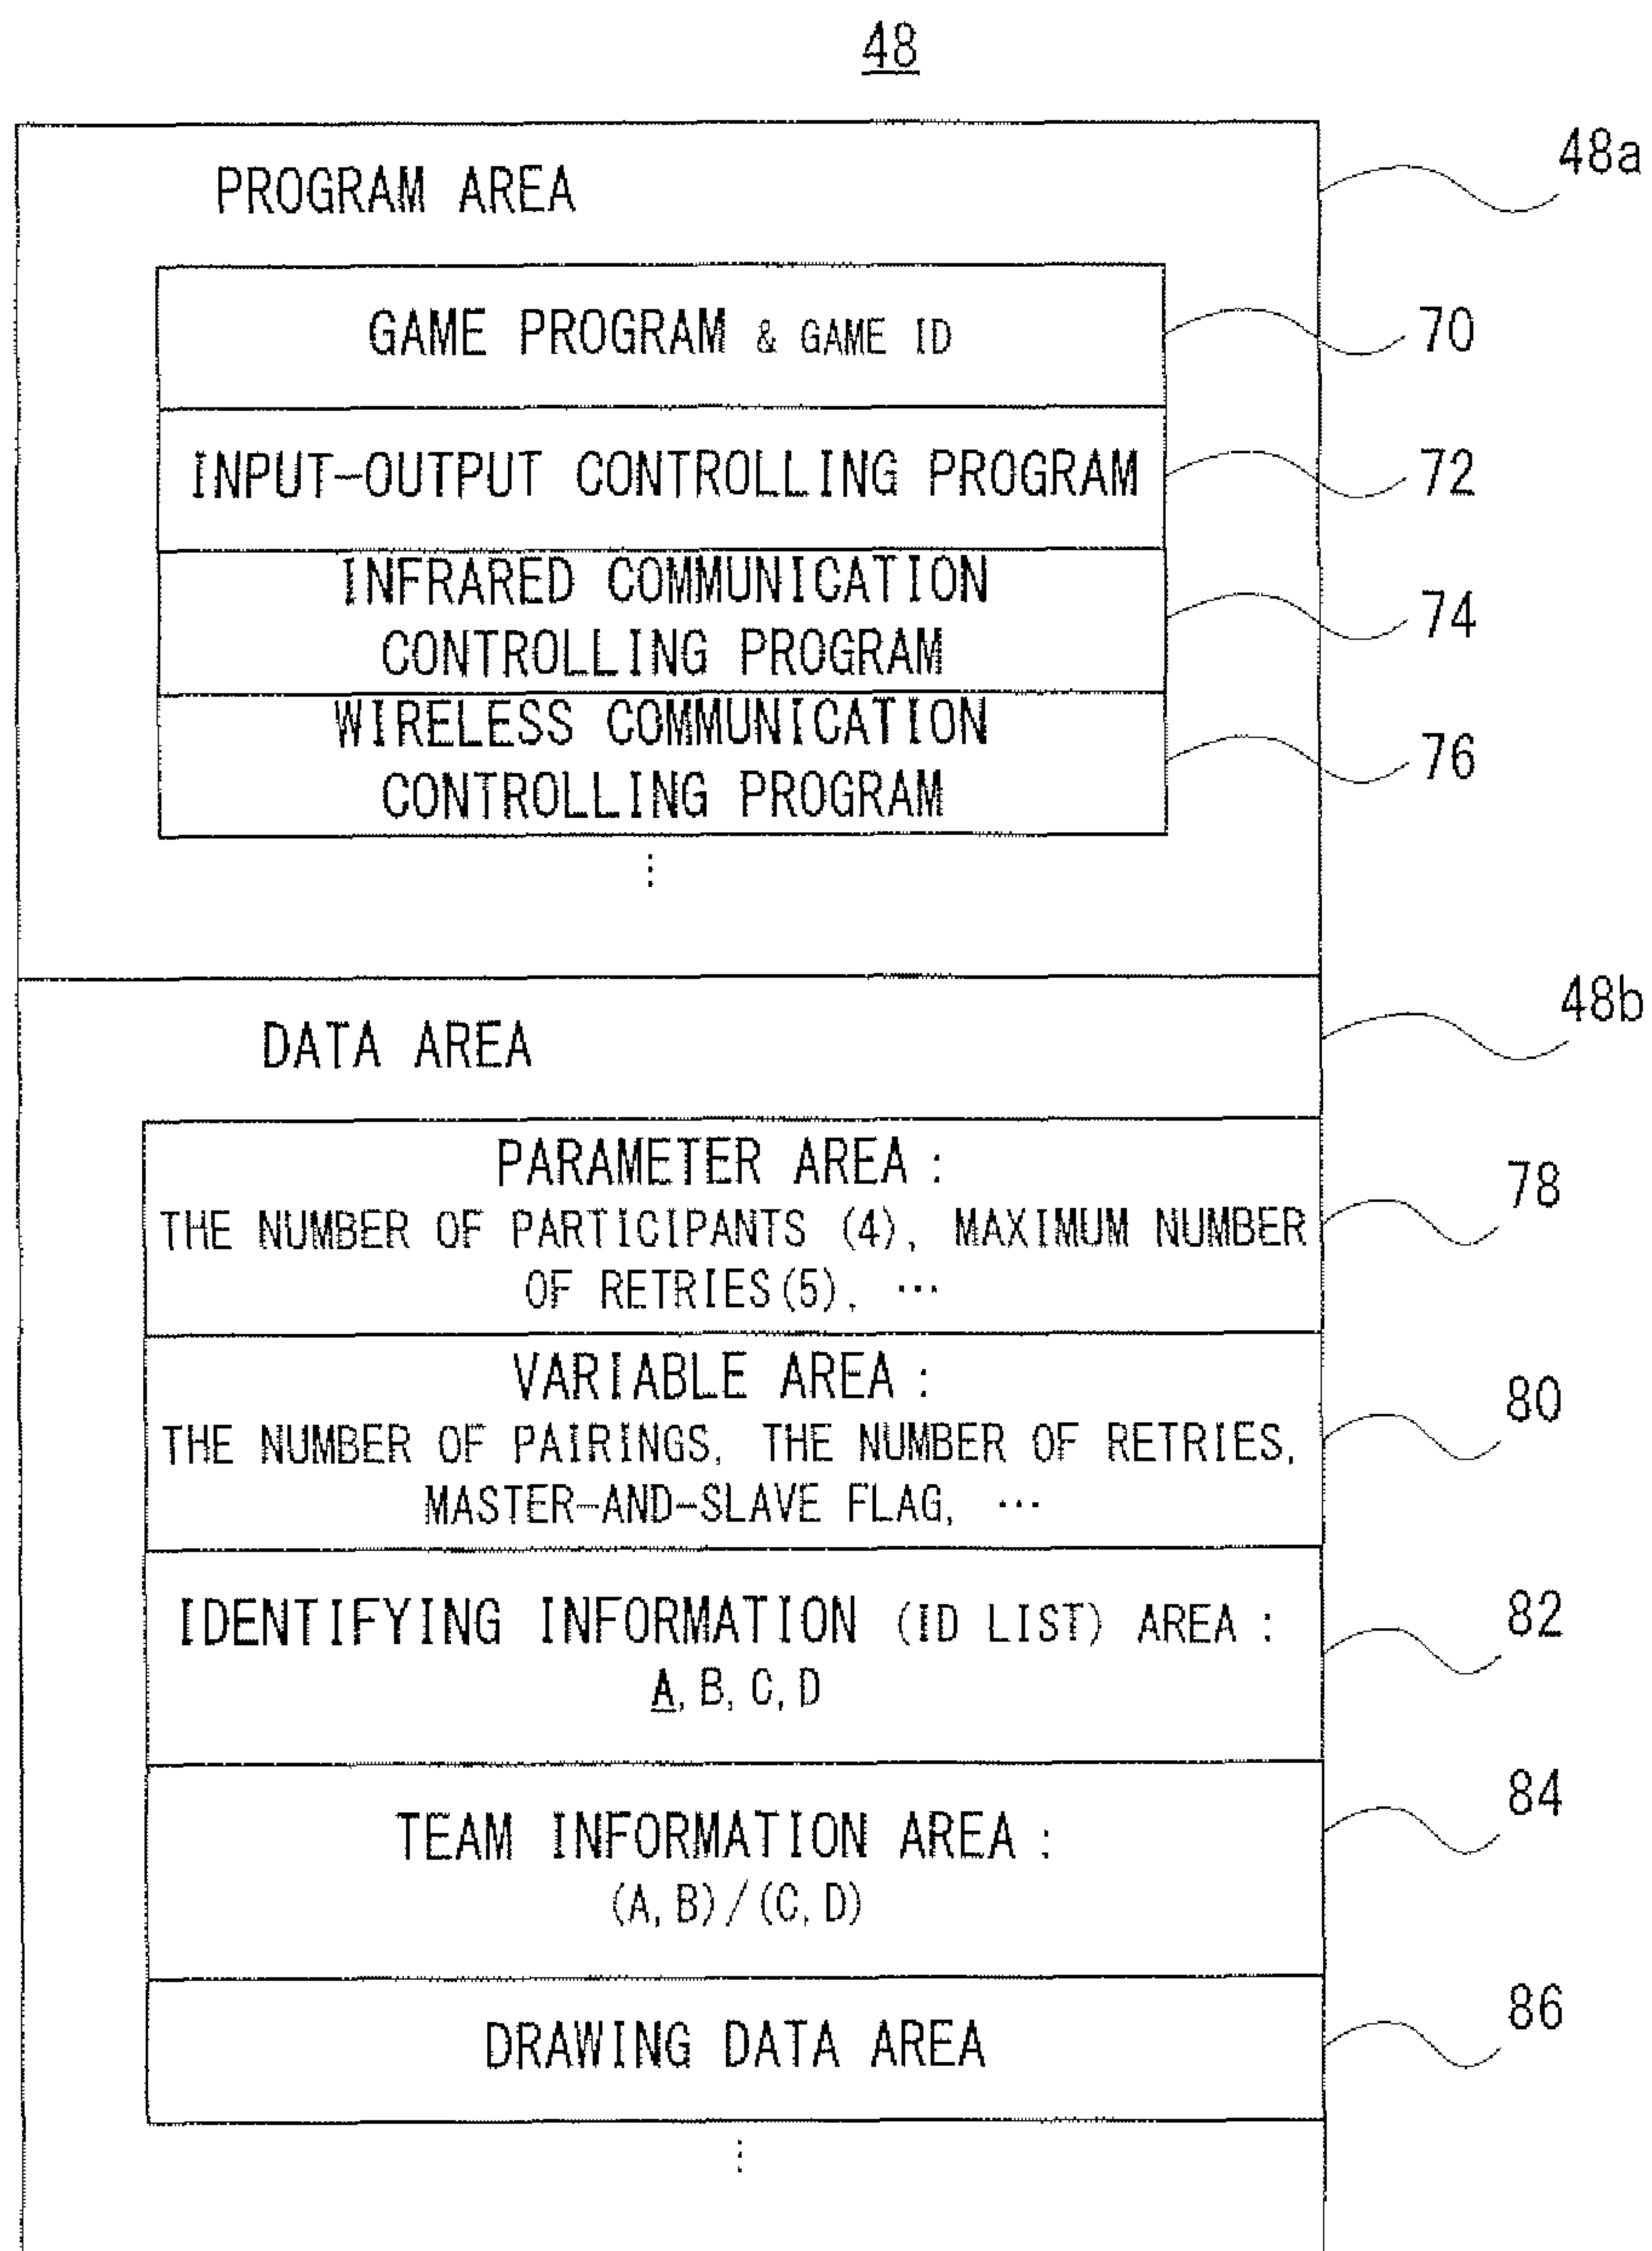 48
PROGRAM AREA
48a
GAME PROGRAM & GAME ID
70
INPUT-OUTPUT CONTROLLING PROGRAM
72
INFRARED COMMUNICATION
CONTROLLING PROGRAM
74
WIRELESS COMMUNICATION
CONTROLLING PROGRAM
76
⋮
DATA AREA
48b
PARAMETER AREA :
THE NUMBER OF PARTICIPANTS (4), MAXIMUM NUMBER
OF RETRIES(5), ⋯
78
VARIABLE AREA :
THE NUMBER OF PAIRINGS, THE NUMBER OF RETRIES,
MASTER-AND-SLAVE FLAG, ⋯
80
IDENTIFYING INFORMATION (ID LIST) AREA :
A, B, C, D
82
TEAM INFORMATION AREA :
(A, B)/(C, D)
84
DRAWING DATA AREA
86
⋮